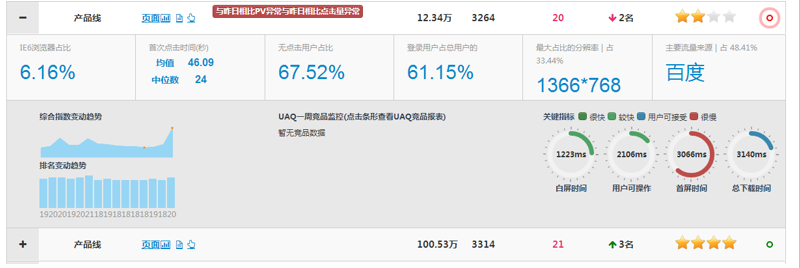 与昨日相比PV异常与昨日相比点击量异常
产品线 页面 12.34万 3264 20 2名
IE6浏览器占比
6.16%
首次点击时间(秒)
均值 46.09
中位数 24
无点击用户占比
67.52%
登录用户占总用户的
61.15%
最大占比的分辨率 | 占
33.44%
1366*768
主要流量来源 | 占 48.41%
百度
综合指数变动趋势
排名变动趋势
19202019202118191818181818191820
UAQ一周竞品监控(点击条形查看UAQ竞品报表)
暂无竞品数据
关键指标 很快 较快 用户可接受 很慢
1223ms 2106ms 3066ms 3140ms
白屏时间 用户可操作 首屏时间 总下载时间
产品线 页面 100.53万 3314 21 3名